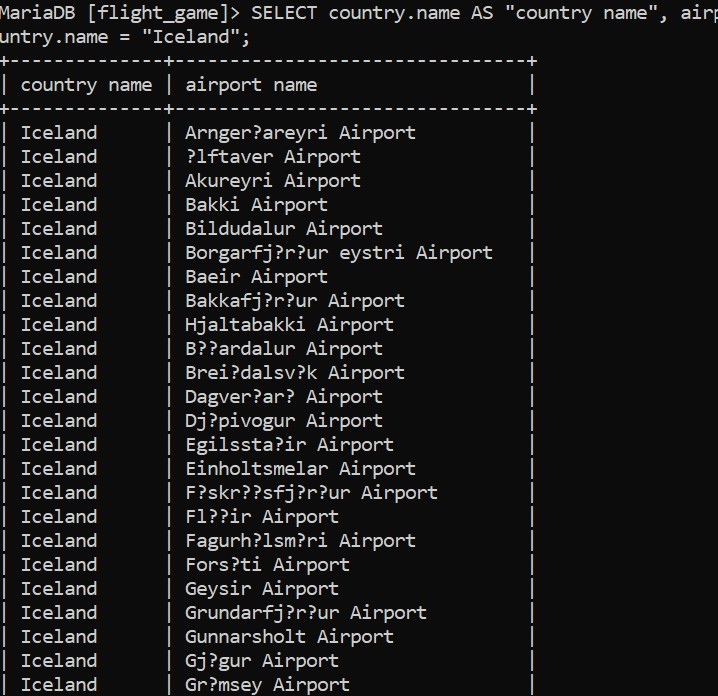 MariaDB [flight_game]> SELECT country.name AS "country name", airp
untry.name = "Iceland";
+--------------+--------------------------------+
| country name | airport name                   |
+--------------+--------------------------------+
| Iceland      | Arnger?areyri Airport          |
| Iceland      | ?lftaver Airport               |
| Iceland      | Akureyri Airport               |
| Iceland      | Bakki Airport                  |
| Iceland      | Bildudalur Airport             |
| Iceland      | Borgarfj?r?ur eystri Airport   |
| Iceland      | Baeir Airport                  |
| Iceland      | Bakkafj?r?ur Airport           |
| Iceland      | Hjaltabakki Airport            |
| Iceland      | B??ardalur Airport             |
| Iceland      | Brei?dalsv?k Airport           |
| Iceland      | Dagver?ar? Airport             |
| Iceland      | Dj?pivogur Airport             |
| Iceland      | Egilssta?ir Airport            |
| Iceland      | Einholtsmelar Airport          |
| Iceland      | F?skr??sfj?r?ur Airport        |
| Iceland      | Fl??ir Airport                 |
| Iceland      | Fagurh?lsm?ri Airport          |
| Iceland      | Fors?ti Airport                |
| Iceland      | Geysir Airport                 |
| Iceland      | Grundarfj?r?ur Airport         |
| Iceland      | Gunnarsholt Airport            |
| Iceland      | Gj?gur Airport                 |
| Iceland      | Gr?msey Airport                |